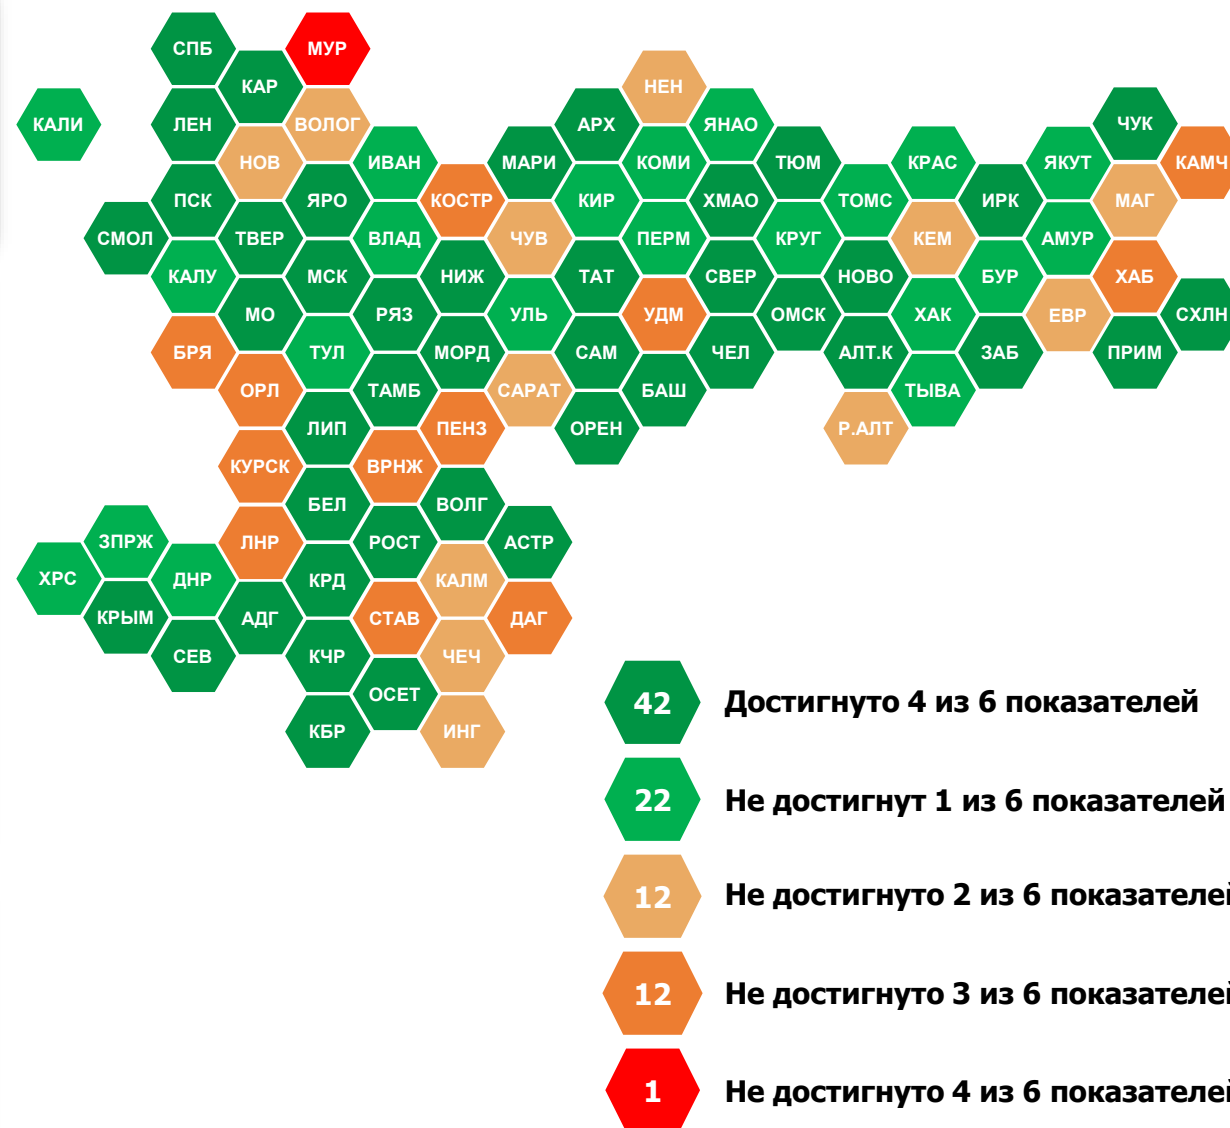 СПБ
МУР
КАР
НЕН
КАЛИ
ЛЕН
ВОЛОГ
АРХ
ЯНАО
ЧУК
НОВ
ИВАН
МАРИ
КОМИ
ТЮМ
КРАС
ЯКУТ
КАМЧ
ПСК
ЯРО
КОСТР
КИР
ХМАО
ТОМС
ИРК
МАГ
СМОЛ
ТВЕР
ВЛАД
ЧУВ
ПЕРМ
КРУГ
КЕМ
АМУР
КАЛУ
МСК
НИЖ
ТАТ
СВЕР
НОВО
БУР
ХАБ
МО
РЯЗ
УЛЬ
УДМ
ОМСК
ХАК
ЕВР
СХЛН
БРЯ
ТУЛ
МОРД
САМ
ЧЕЛ
АЛТ.К
ЗАБ
ПРИМ
ОРЛ
ТАМБ
САРАТ
БАШ
ТЫВА
ЛИП
ПЕНЗ
ОРЕН
Р.АЛТ
КУРСК
ВРНЖ
БЕЛ
ВОЛГ
ЗПРЖ
ЛНР
РОСТ
АСТР
ХРС
ДНР
КРД
КАЛМ
КРЫМ
АДГ
СТАВ
ДАГ
СЕВ
КЧР
ЧЕЧ
ОСЕТ
КБР
ИНГ
42 Достигнуто 4 из 6 показателей
22 Не достигнут 1 из 6 показателей
12 Не достигнуто 2 из 6 показателей
12 Не достигнуто 3 из 6 показателей
1 Не достигнуто 4 из 6 показателей